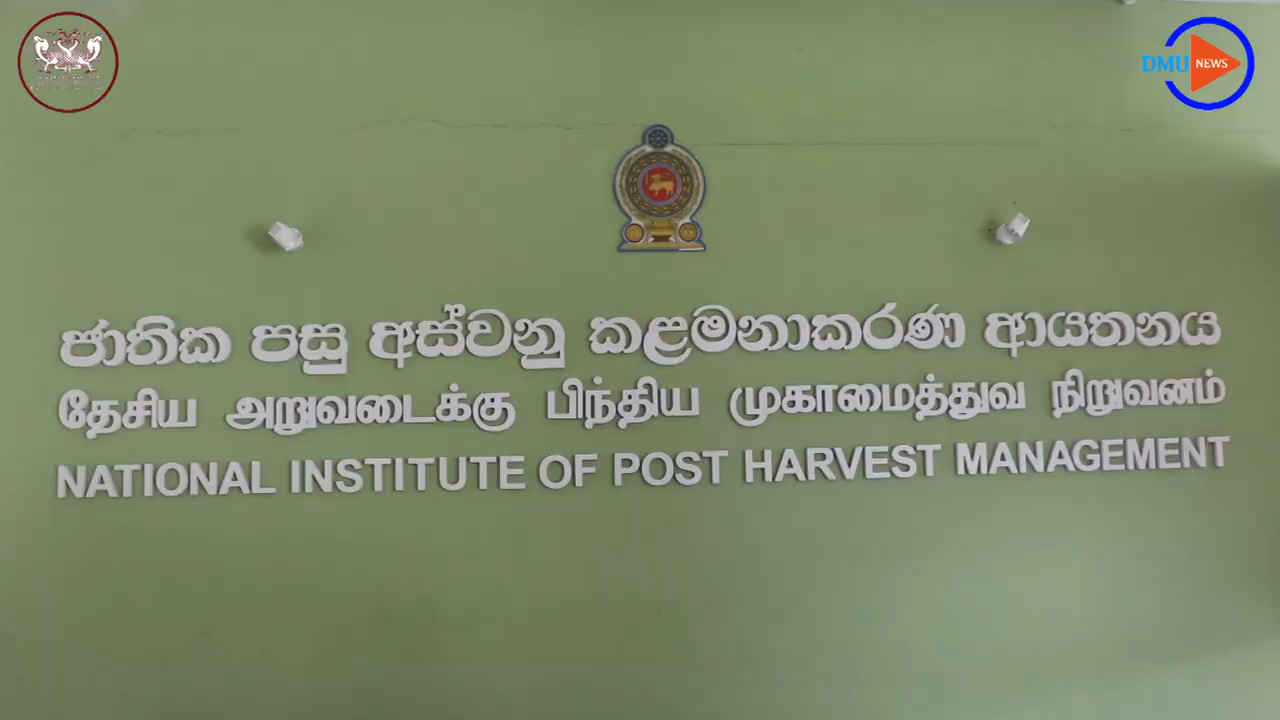 DMU NEWS
ජාතික පසු අස්වනු කළමනාකරණ ආයතනය
தேசிய அறுவடைக்கு பிந்திய முகாமைத்துவ நிறுவனம்
NATIONAL INSTITUTE OF POST HARVEST MANAGEMENT